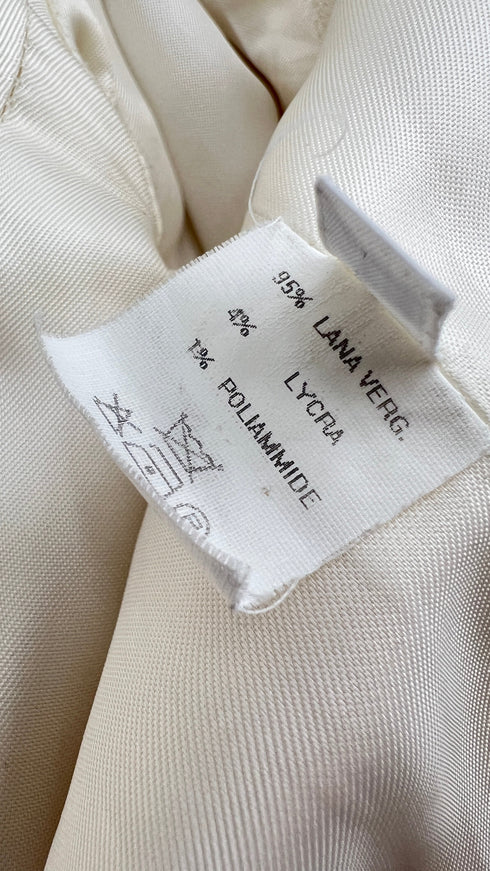 95% LANA VERG.
4% LYCRA
1% POLIAMMIDE
P